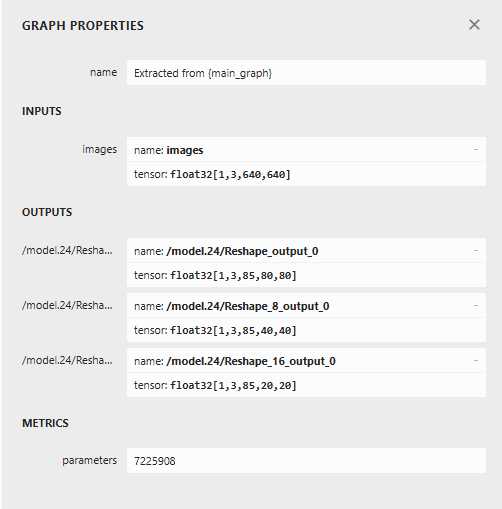 GRAPH PROPERTIES ×
name Extracted from {main_graph}
INPUTS
images name: images -
tensor: float32[1,3,640,640]
OUTPUTS
/model.24/Resha... name: /model.24/Reshape_output_0 -
tensor: float32[1,3,85,80,80]
/model.24/Resha... name: /model.24/Reshape_8_output_0 -
tensor: float32[1,3,85,40,40]
/model.24/Resha... name: /model.24/Reshape_16_output_0 -
tensor: float32[1,3,85,20,20]
METRICS
parameters 7225908